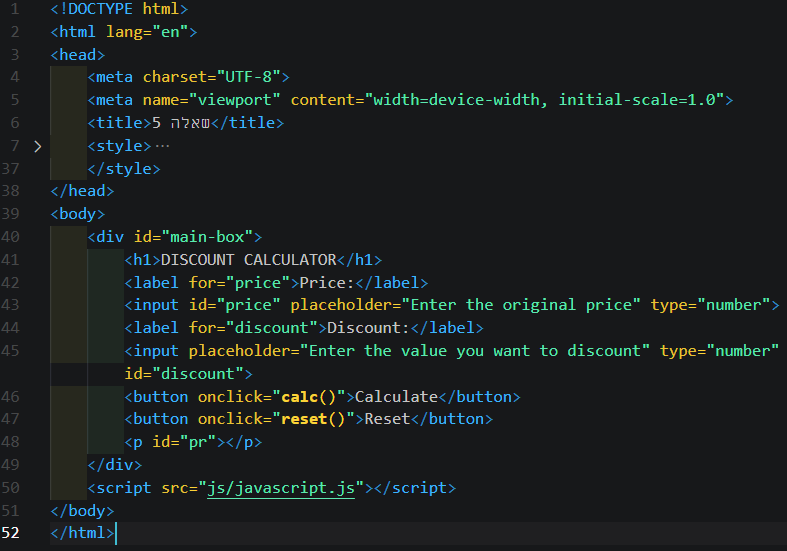 1 <!DOCTYPE html>
2 <html lang="en">
3 <head>
4 <meta charset="UTF-8">
5 <meta name="viewport" content="width=device-width, initial-scale=1.0">
6 <title>שאלה 5</title>
7 <style>…
37 </style>
38 </head>
39 <body>
40 <div id="main-box">
41 <h1>DISCOUNT CALCULATOR</h1>
42 <label for="price">Price:</label>
43 <input id="price" placeholder="Enter the original price" type="number">
44 <label for="discount">Discount:</label>
45 <input placeholder="Enter the value you want to discount" type="number"
id="discount">
46 <button onclick="calc()">Calculate</button>
47 <button onclick="reset()">Reset</button>
48 <p id="pr"></p>
49 </div>
50 <script src="js/javascript.js"></script>
51 </body>
52 </html>